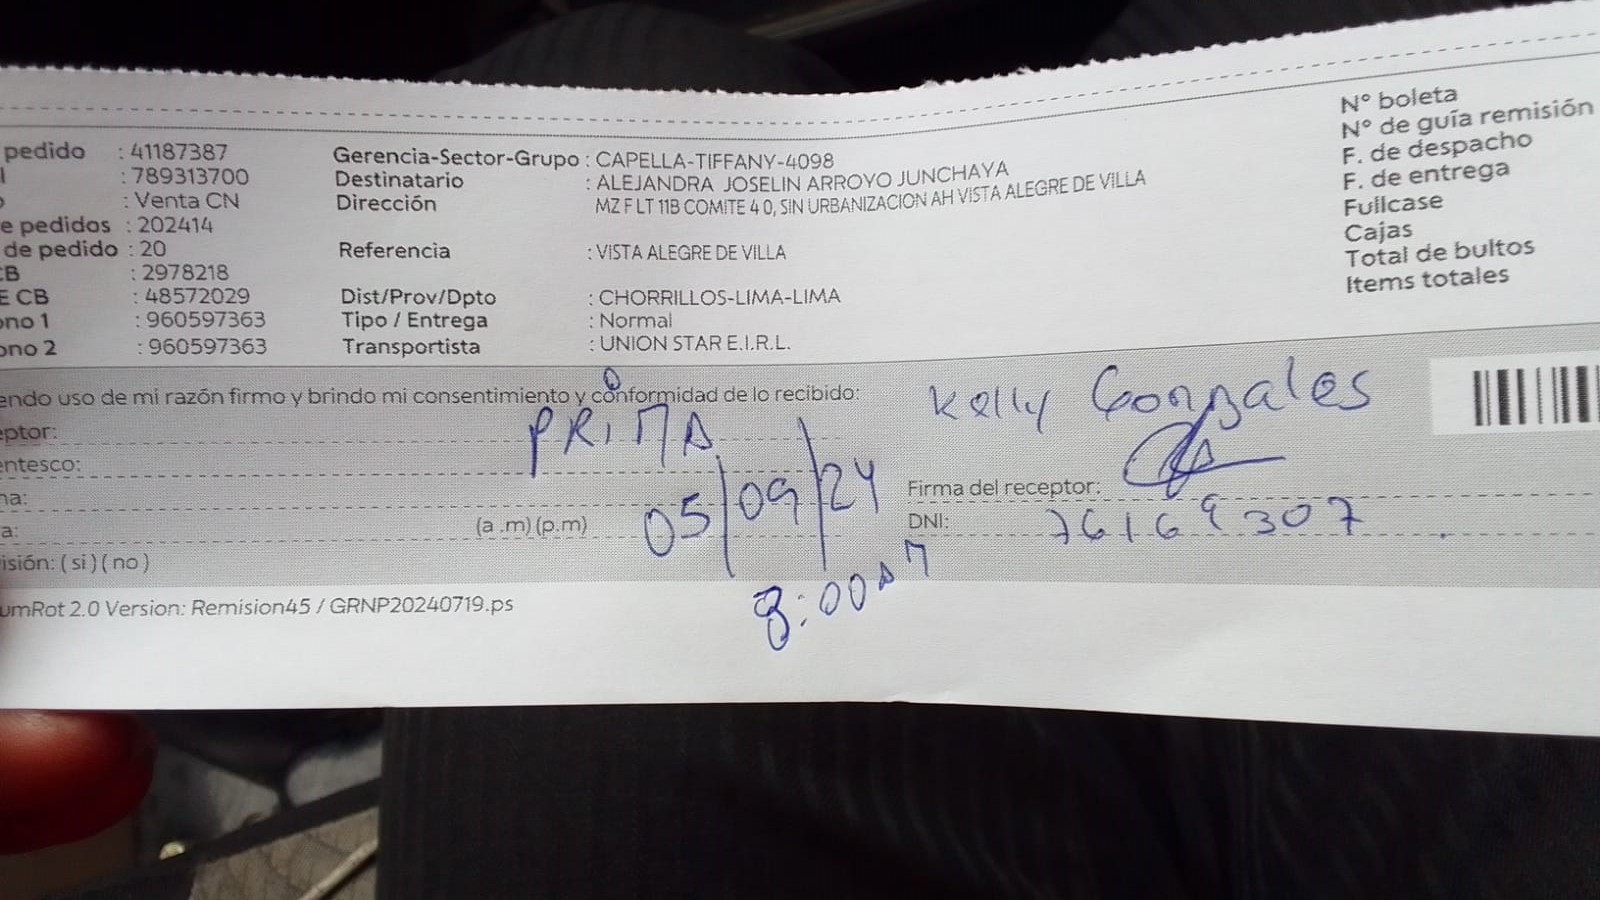 pedido : 41187387
l : 789313700
o : Venta CN
e pedidos : 202414
de pedido : 20
CB : 2978218
E CB : 48572029
ono 1 : 960597363
ono 2 : 960597363
Gerencia-Sector-Grupo : CAPELLA-TIFFANY-4098
Destinatario : ALEJANDRA JOSELIN ARROYO JUNCHAYA
Dirección MZ F LT 11B COMITE 4 0, SIN URBANIZACION AH VISTA ALEGRE DE VILLA
Referencia : VISTA ALEGRE DE VILLA
Dist/Prov/Dpto : CHORRILLOS-LIMA-LIMA
Tipo / Entrega : Normal
Transportista : UNION STAR E.I.R.L.
N° boleta
N° de guía remisión
F. de despacho
F. de entrega
Fullcase
Cajas
Total de bultos
Items totales
endo uso de mi razón firmo y brindo mi consentimiento y conformidad de lo recibido:
Kelly Gonzales
eptor:
PRIMA
entesco:
na:
05/09/24
Firma del receptor:
a: (a .m) (p.m)
DNI: 76169307
isión: ( si ) ( no )
8:00 AM
umRot 2.0 Version: Remision45 / GRNP20240719.ps